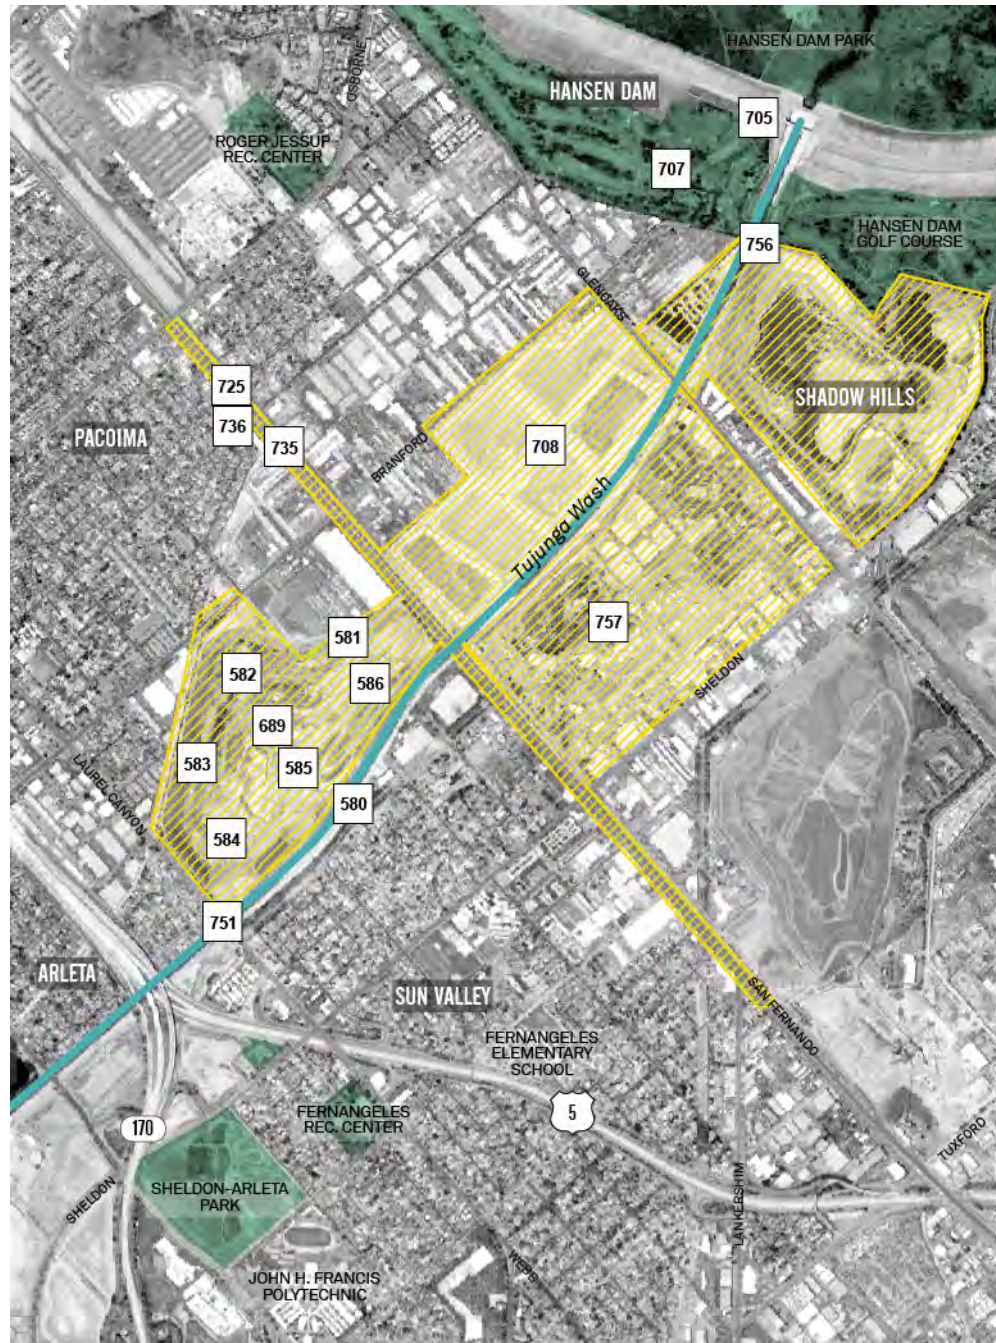 HANSEN DAM PARK
OSBORNE
HANSEN DAM
705
ROGER JESSUP
REC. CENTER
707
HANSEN DAM
GOLF COURSE
756
GLENOAKS
725
SHADOW HILLS
736
PACOIMA
735
708
BRANFORD
Tujunga Wash
757
581
582
586
SHELDON
689
583
585
LAUREL CANYON
580
584
751
ARLETA
SUN VALLEY
SAN FERNANDO
FERNANGELES
ELEMENTARY
SCHOOL
5
FERNANGELES
REC. CENTER
170
TUXFORD
SHELDON
SHELDON-ARLETA
PARK
LANKERSHIM
WEBB
JOHN H. FRANCIS
POLYTECHNIC